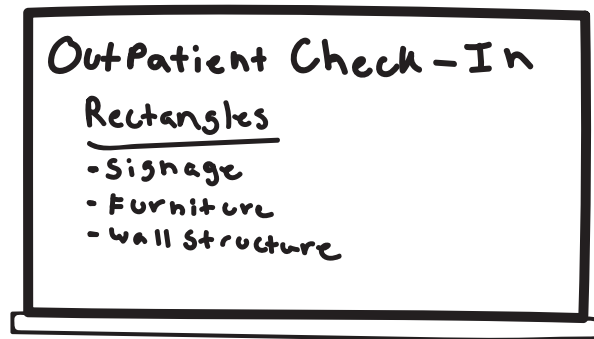 Outpatient Check-In
Rectangles
- Signage
- Furniture
- Wall Structure